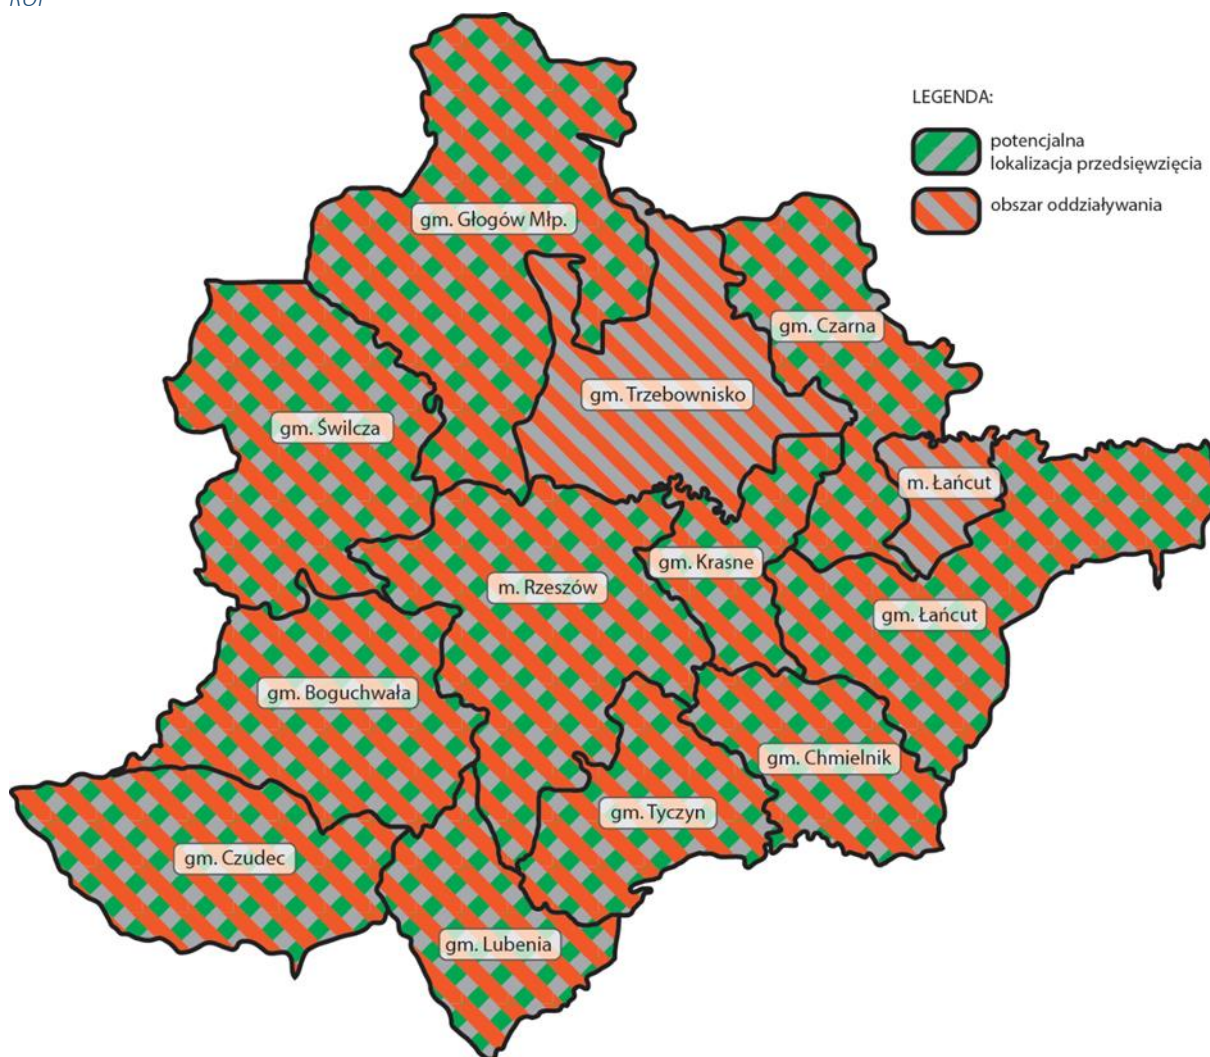 ROF
LEGENDA:
potencjalna
lokalizacja przedsięwzięcia
obszar oddziaływania
gm. Głogów Młp.
gm. Czarna
gm. Trzebownisko
gm. Świlcza
m. Łańcut
gm. Krasne
m. Rzeszów
gm. Łańcut
gm. Boguchwała
gm. Chmielnik
gm. Tyczyn
gm. Czudec
gm. Lubenia